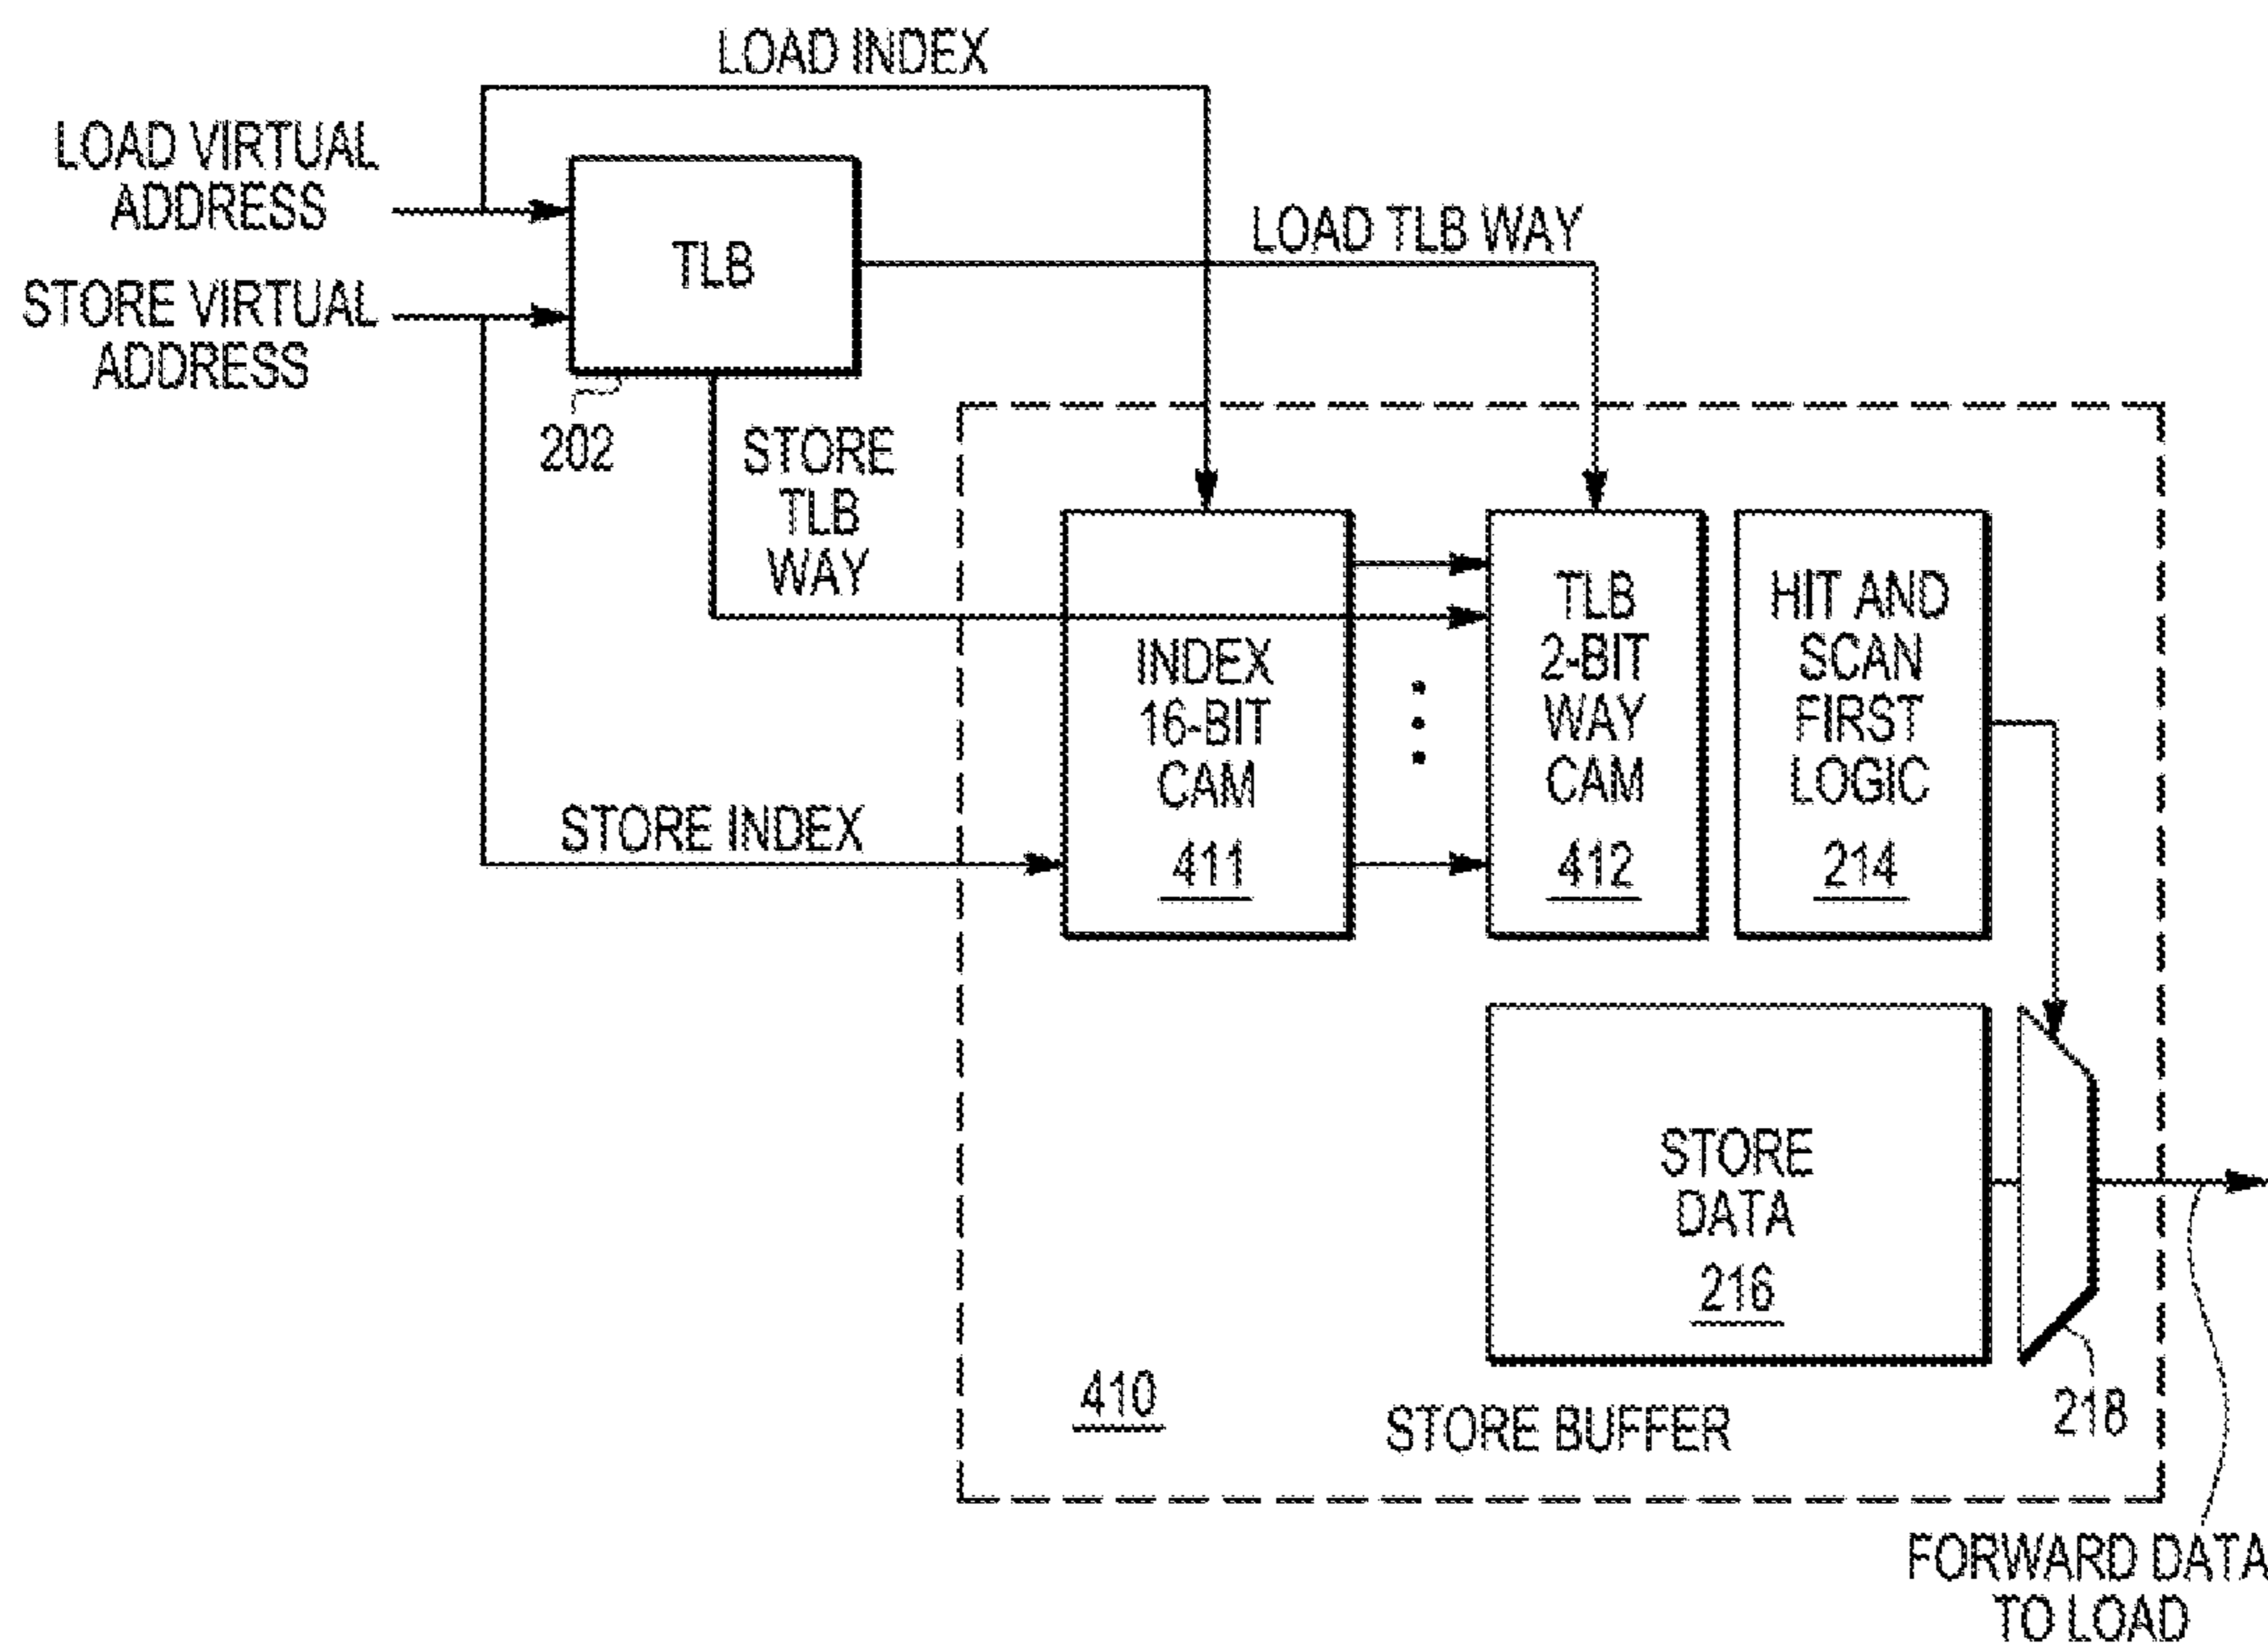 LOAD INDEX
LOAD VIRTUAL
ADDRESS
TLB
LOAD TLB WAY
STORE VIRTUAL
ADDRESS
202
STORE
TLB
WAY
INDEX
16-BIT
CAM
411
TLB
2-BIT
WAY
CAM
412
HIT AND
SCAN
FIRST
LOGIC
214
STORE INDEX
STORE
DATA
216
410
STORE BUFFER
218
FORWARD DATA
TO LOAD